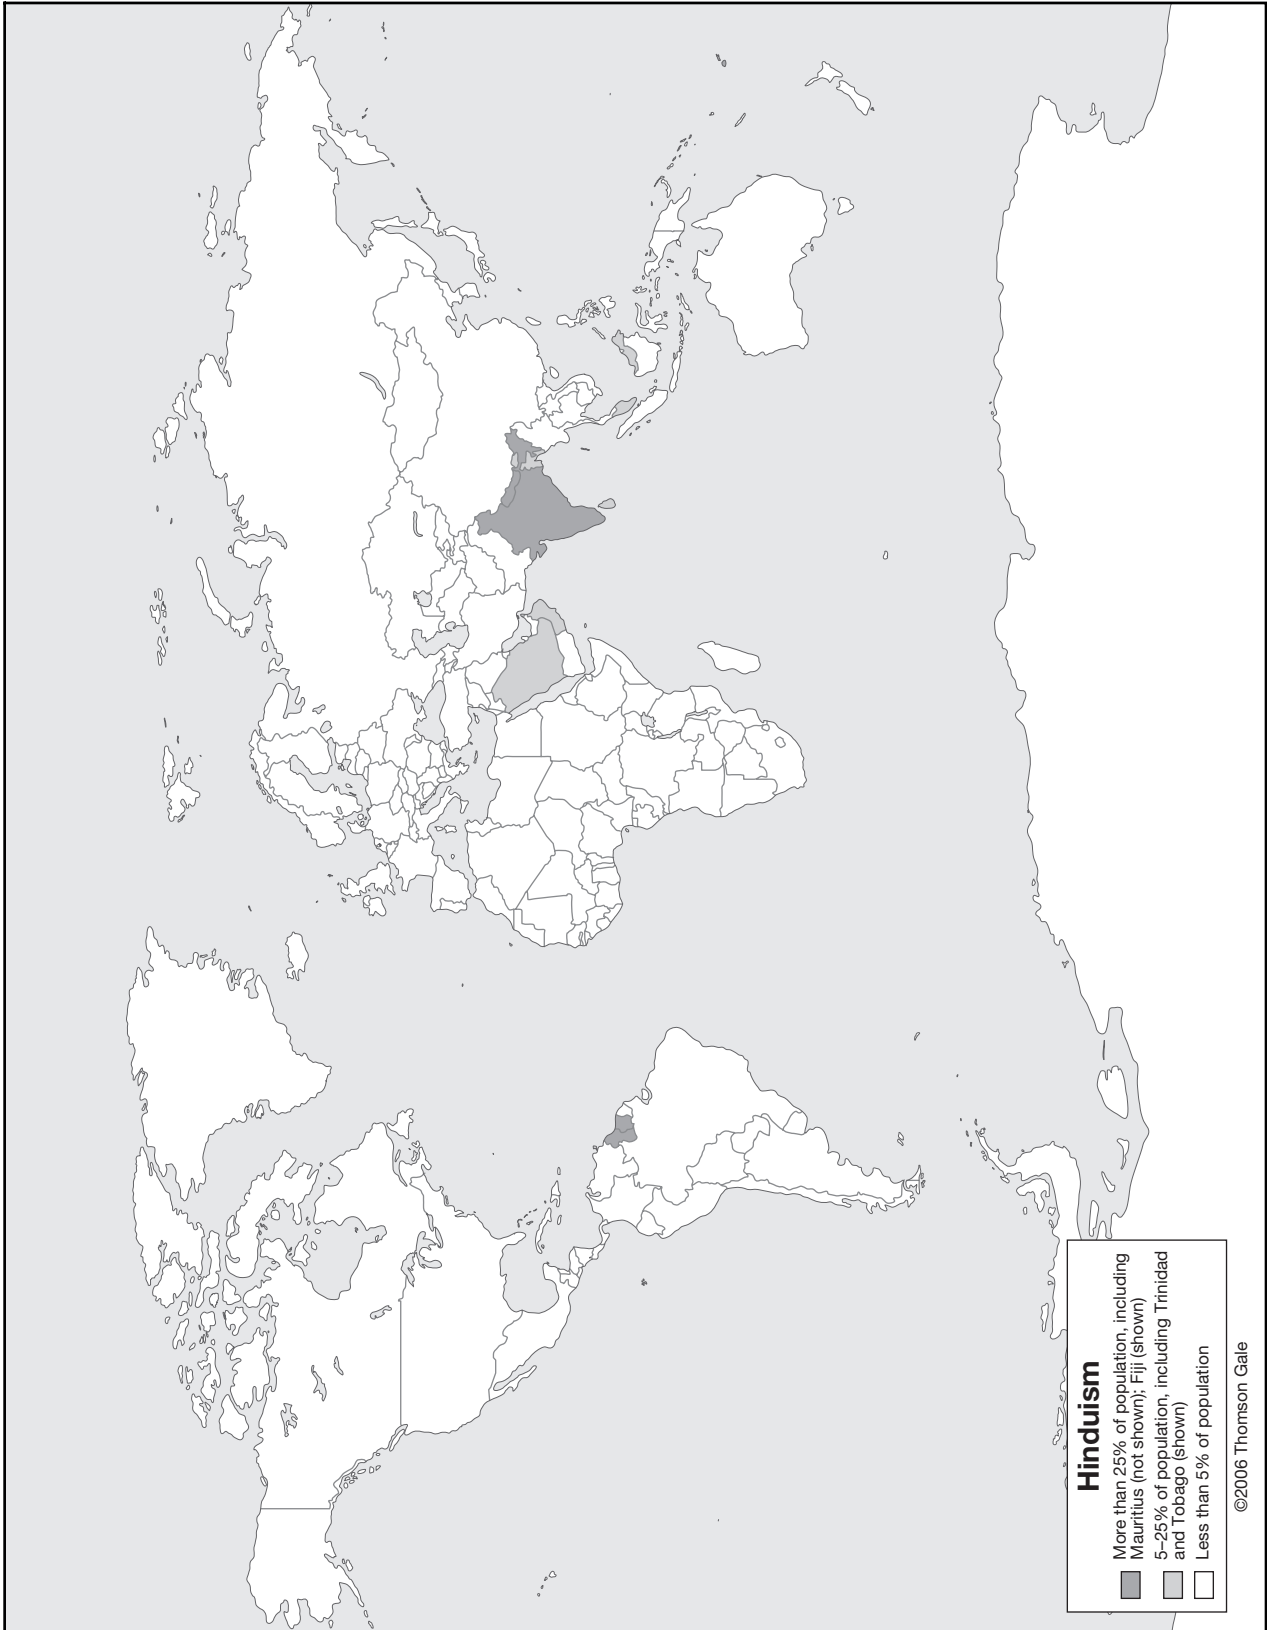 Hinduism
More than 25% of population, including
Mauritius (not shown); Fiji (shown)
5–25% of population, including Trinidad
and Tobago (shown)
Less than 5% of population
©2006 Thomson Gale